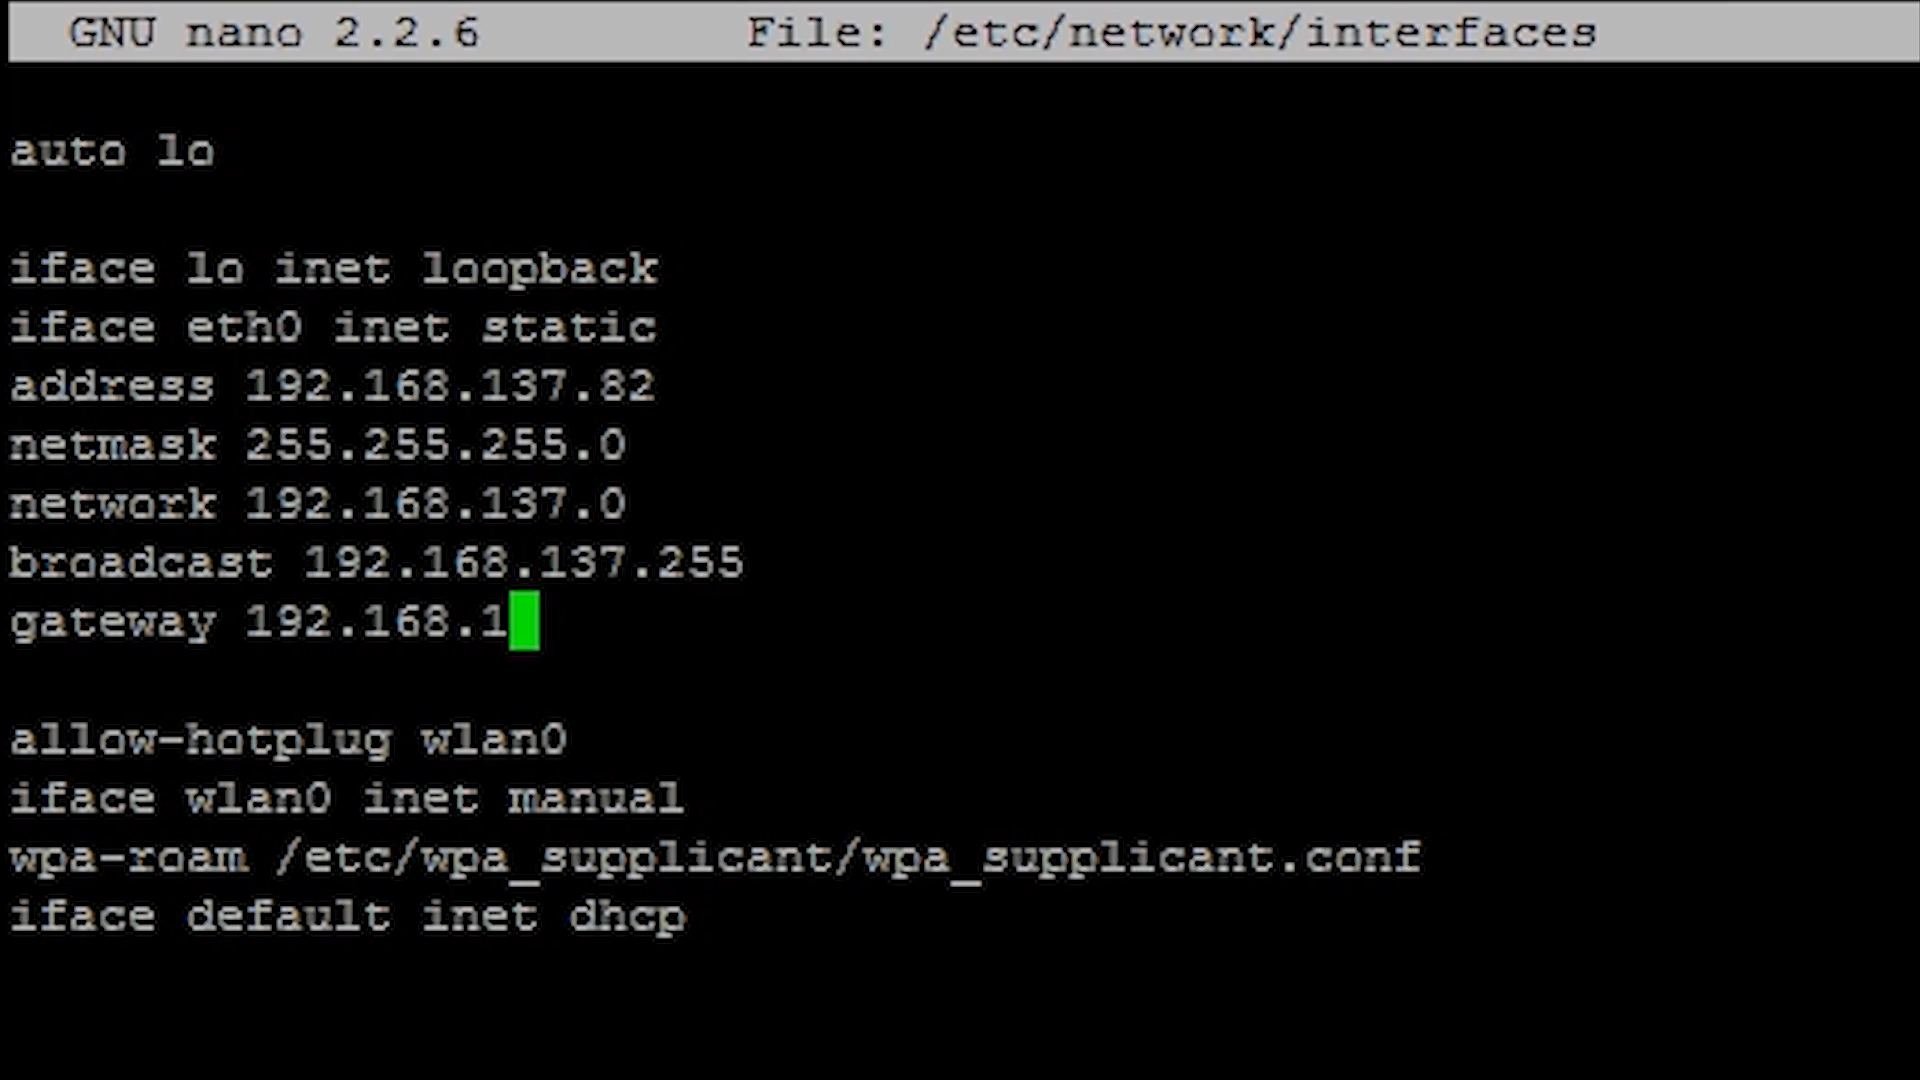 GNU nano 2.2.6 File: /etc/network/interfaces
auto lo
iface lo inet loopback
iface eth0 inet static
address 192.168.137.82
netmask 255.255.255.0
network 192.168.137.0
broadcast 192.168.137.255
gateway 192.168.1
allow-hotplug wlan0
iface wlan0 inet manual
wpa-roam /etc/wpa_supplicant/wpa_supplicant.conf
iface default inet dhcp